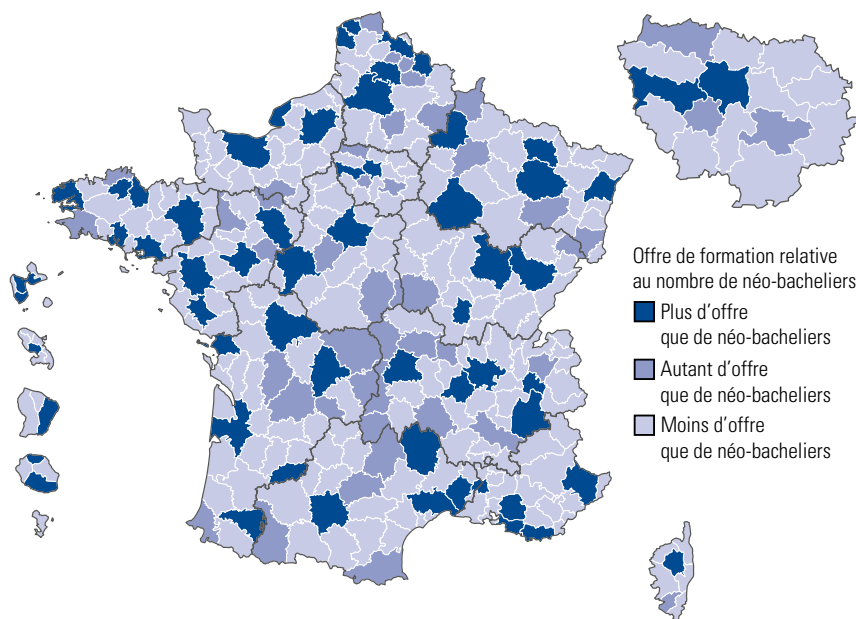 Offre de formation relative
au nombre de néo-bacheliers
Plus d'offre
que de néo-bacheliers
Autant d'offre
que de néo-bacheliers
Moins d'offre
que de néo-bacheliers